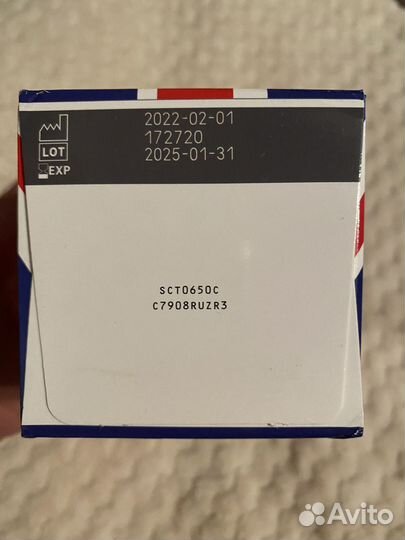 2022-02-01
LOT 172720
EXP 2025-01-31
SCT0650C
C7908RUZR3
Avito